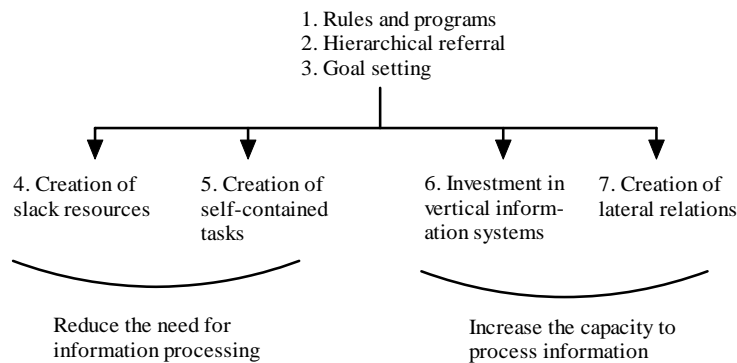 1. Rules and programs
2. Hierarchical referral
3. Goal setting
4. Creation of
slack resources
5. Creation of
self-contained
tasks
6. Investment in
vertical inform-
ation systems
7. Creation of
lateral relations
Reduce the need for
information processing
Increase the capacity to
process information